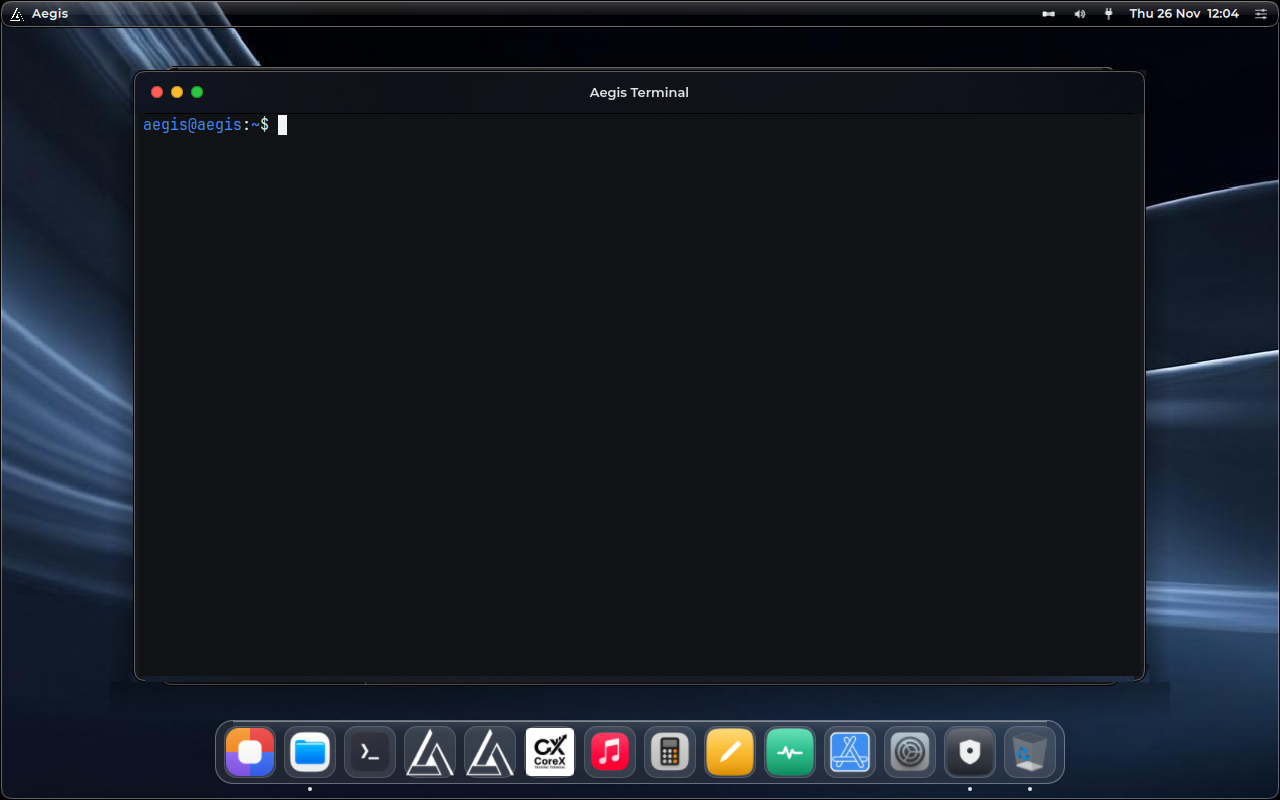 Aegis
Thu 26 Nov 12:04
Aegis Terminal
aegis@aegis:~$
CX
CoreX